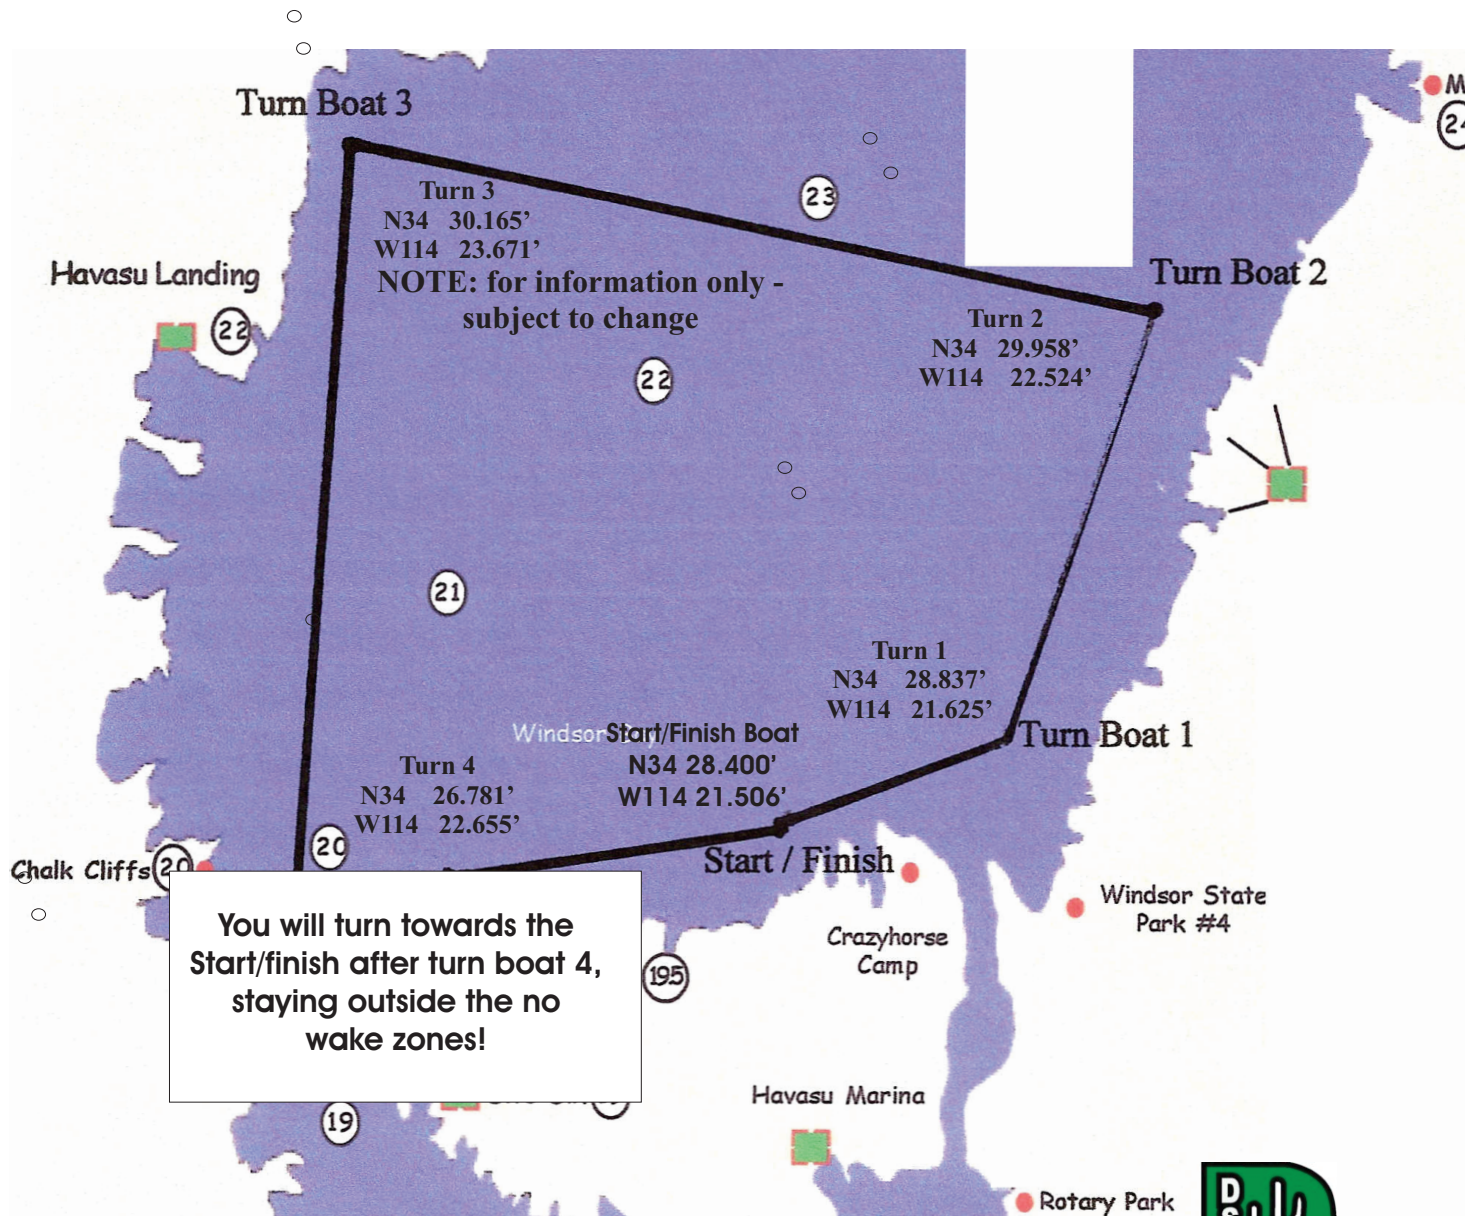 Turn Boat 3
Turn 3
N34 30.165’
W114 23.671’
NOTE: for information only -
subject to change
23
Turn Boat 2
Turn 2
N34 29.958’
W114 22.524’
Havasu Landing
22
22
21
Turn 1
N34 28.837’
W114 21.625’
Turn Boat 1
Windsor
Start/Finish Boat
N34 28.400’
W114 21.506’
Turn 4
N34 26.781’
W114 22.655’
20
Start / Finish
Chalk Cliffs
20
You will turn towards the
Start/finish after turn boat 4,
staying outside the no
wake zones!
Windsor State
Park #4
Crazyhorse
Camp
195
Havasu Marina
19
Rotary Park